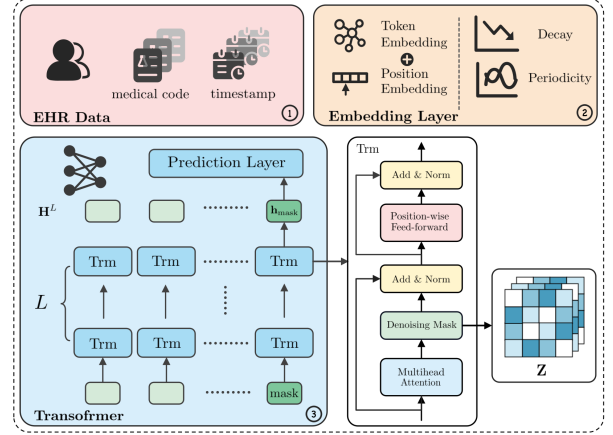 medical code
timestamp
EHR Data
1
Token
Embedding
Position
Embedding
Decay
Periodicity
Embedding Layer
2
Prediction Layer
H^L
h_mask
Trm
Trm
Trm
L
Trm
Trm
Trm
mask
Transofrmer
3
Trm
Add & Norm
Position-wise
Feed-forward
Add & Norm
Denoising Mask
Multihead
Attention
Z